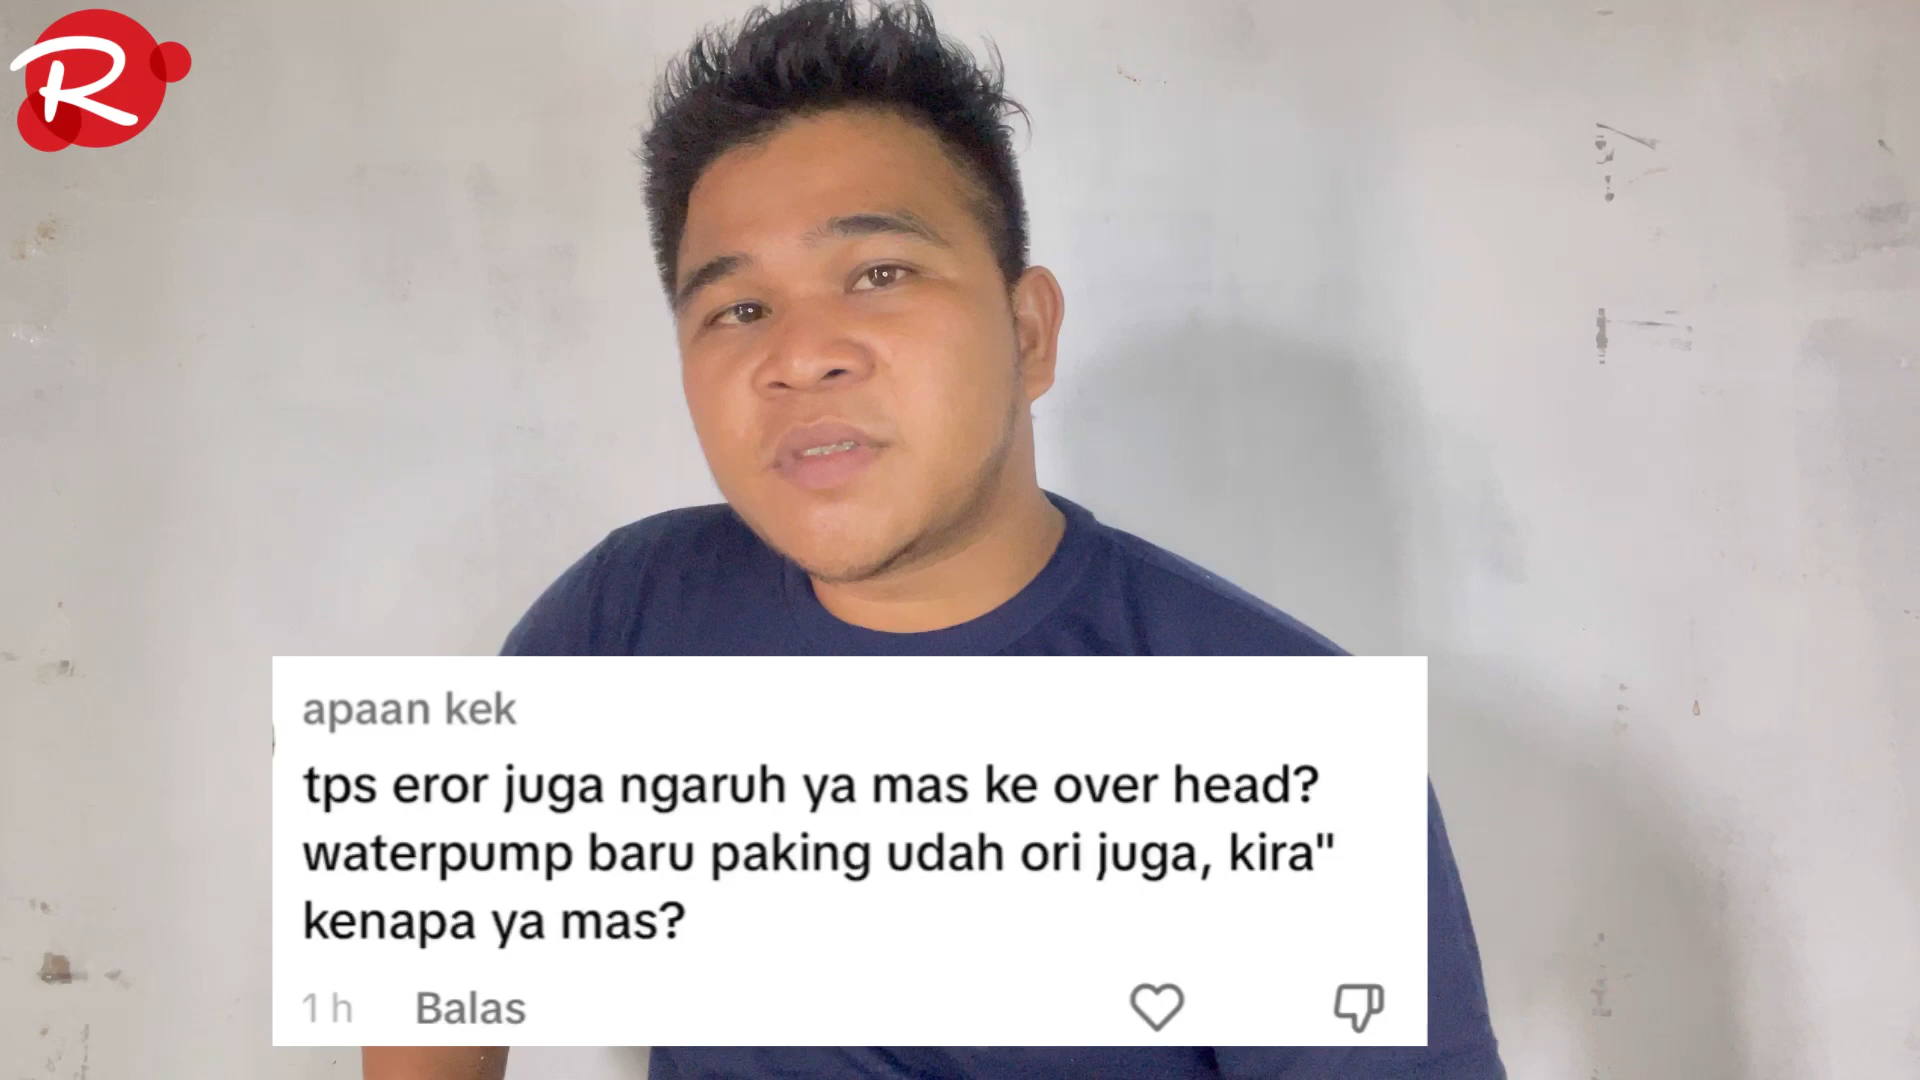 R
apaan kek
tps eror juga ngaruh ya mas ke over head?
waterpump baru paking udah ori juga, kira"
kenapa ya mas?
1 h Balas